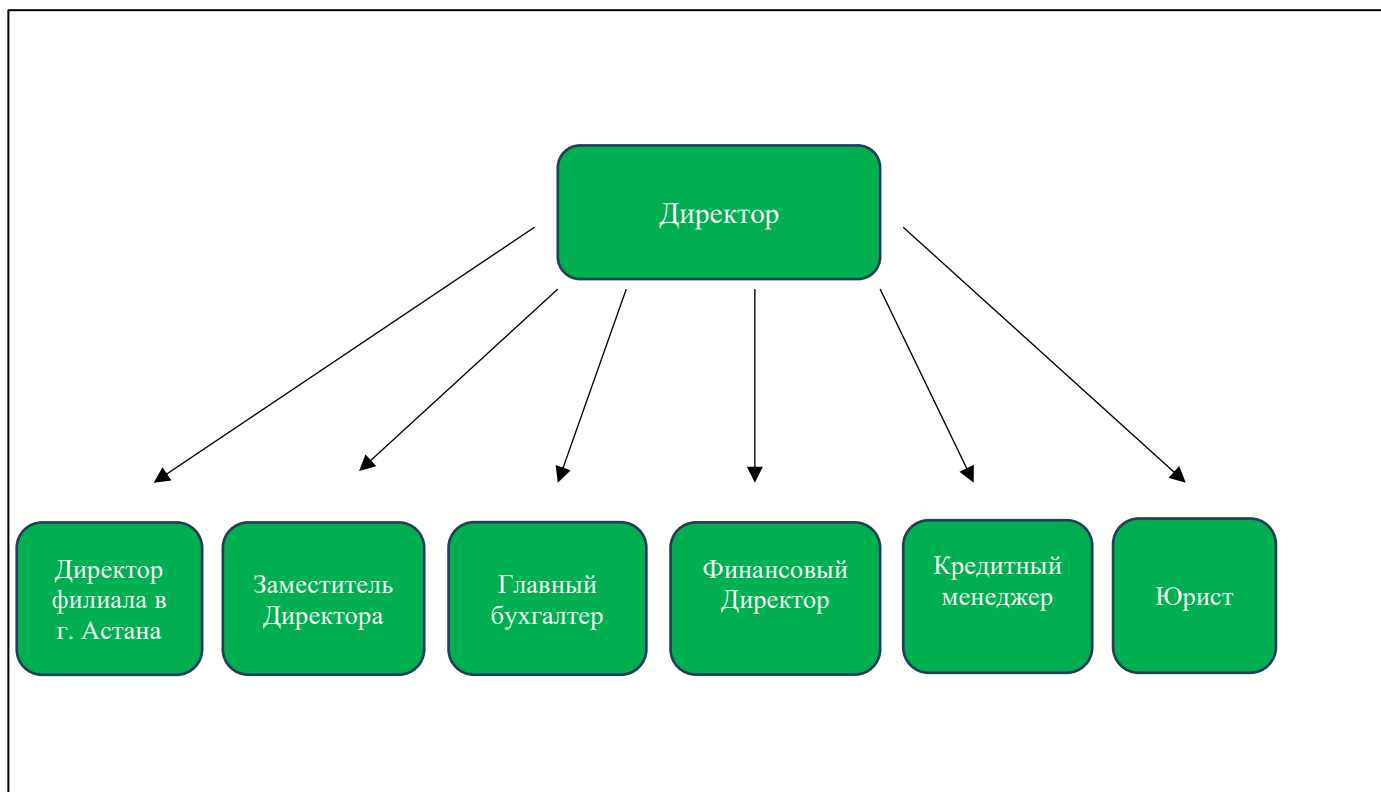 Директор
Директор
филиала в
г. Астана
Заместитель
Директора
Главный
бухгалтер
Финансовый
Директор
Кредитный
менеджер
Юрист